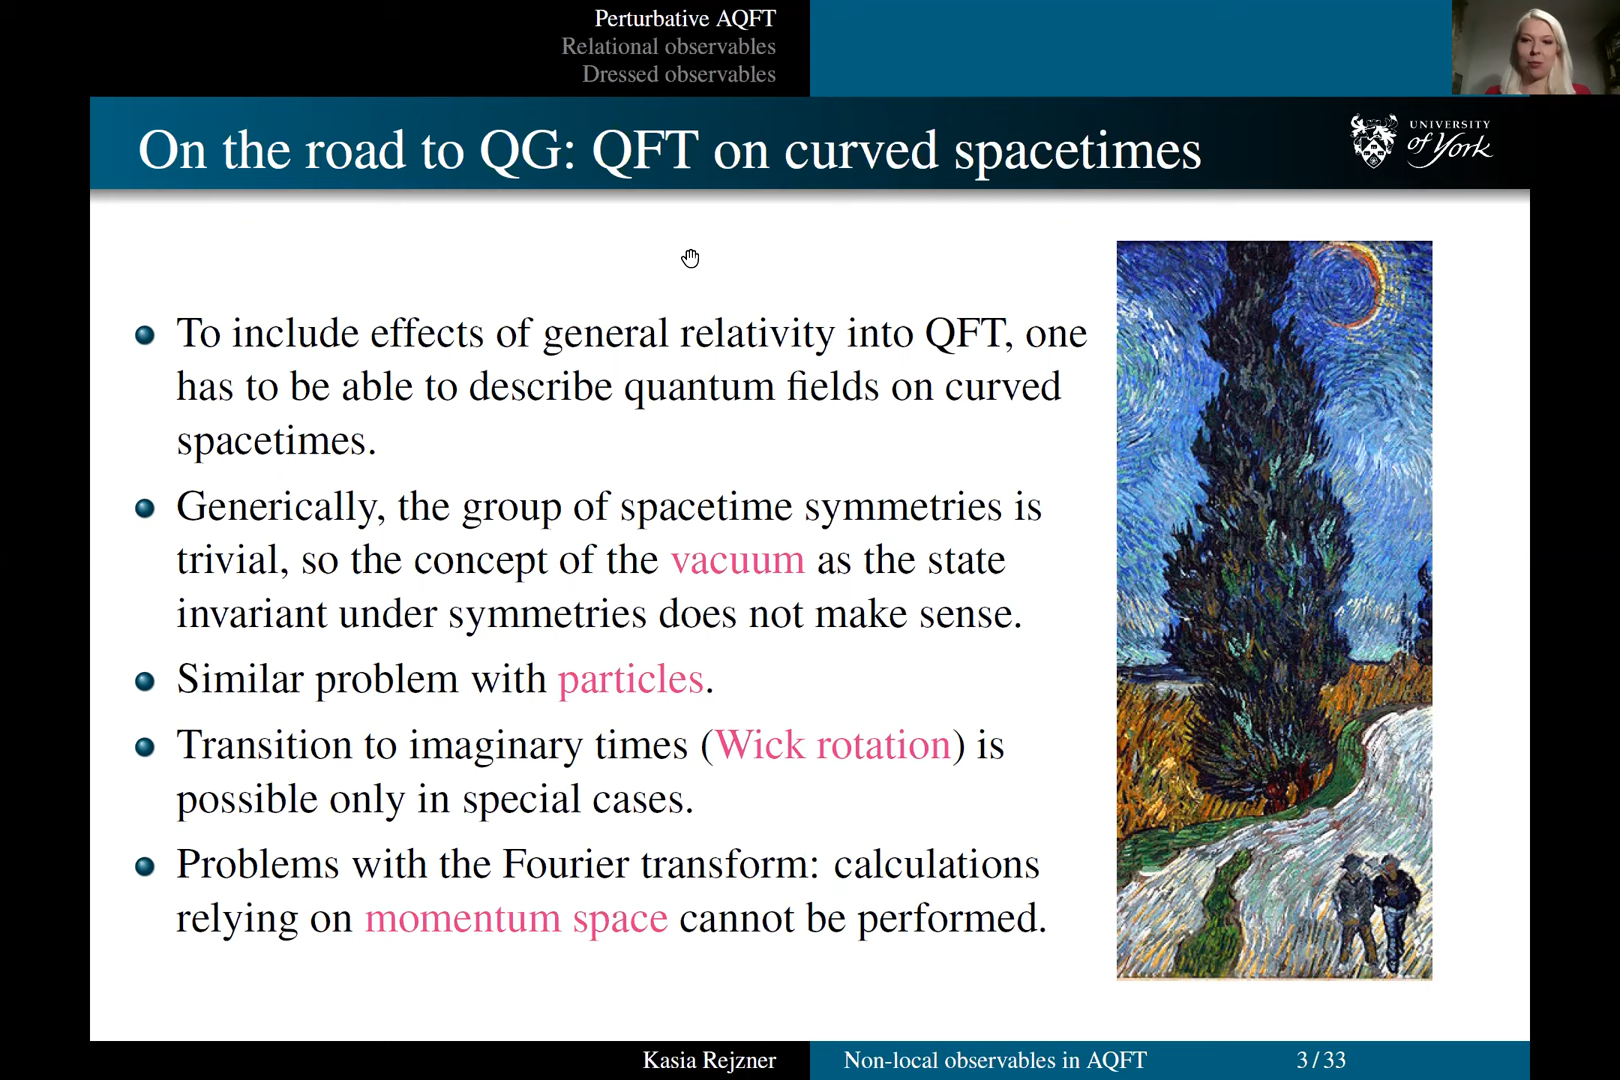 Perturbative AQFT
Relational observables
Dressed observables
On the road to QG: QFT on curved spacetimes
UNIVERSITY
of York
To include effects of general relativity into QFT, one
has to be able to describe quantum fields on curved
spacetimes.
Generically, the group of spacetime symmetries is
trivial, so the concept of the vacuum as the state
invariant under symmetries does not make sense.
Similar problem with particles.
Transition to imaginary times (Wick rotation) is
possible only in special cases.
Problems with the Fourier transform: calculations
relying on momentum space cannot be performed.
Kasia Rejzner
Non-local observables in AQFT
3 / 33